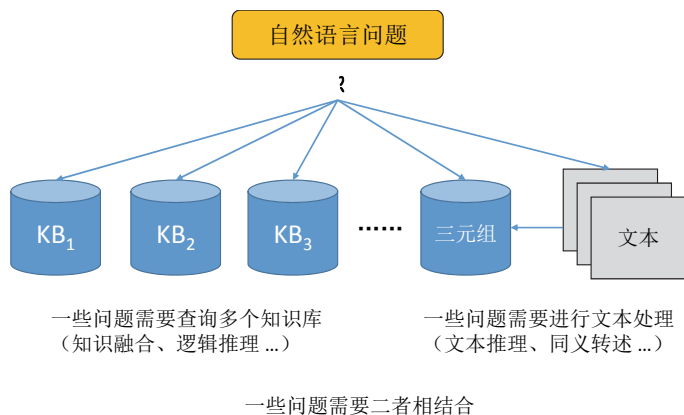 自然语言问题
?
KB₁
KB₂
KB₃
……
三元组
文本
一些问题需要查询多个知识库
（知识融合、逻辑推理 ...）
一些问题需要进行文本处理
（文本推理、同义转述 ...）
一些问题需要二者相结合